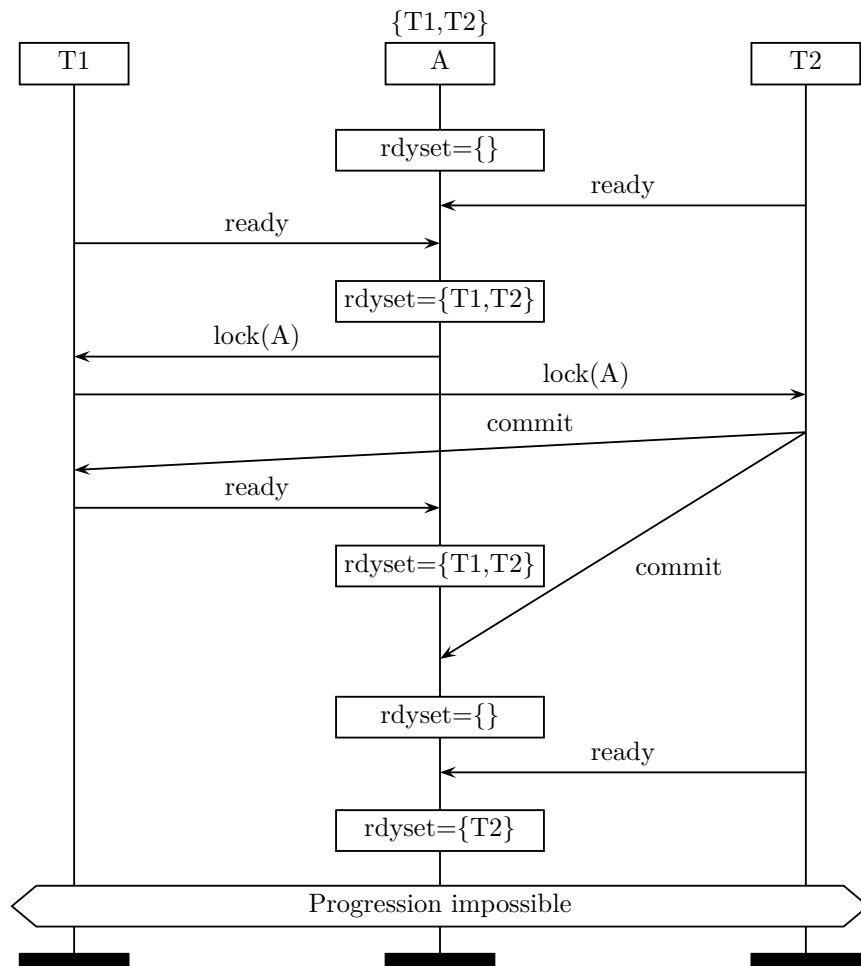 {T1,T2}
T1
A
T2
rdyset={}
ready
ready
rdyset={T1,T2}
lock(A)
lock(A)
commit
ready
rdyset={T1,T2}
commit
rdyset={}
ready
rdyset={T2}
Progression impossible